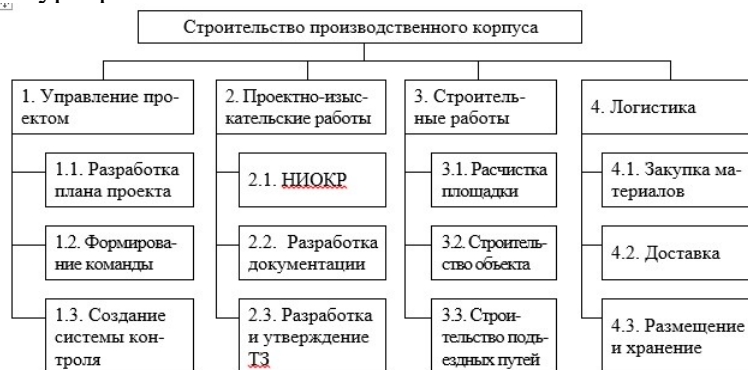 Строительство производственного корпуса
1. Управление про-
ектом
2. Проектно-изыс-
кательские работы
3. Строитель-
ные работы
4. Логистика
1.1. Разработка
плана проекта
2.1. НИОКР
3.1. Расчистка
площадки
4.1. Закупка ма-
териалов
1.2. Формирова-
ние команды
2.2. Разработка
документации
3.2. Строитель-
ство объекта
4.2. Доставка
1.3. Создание
системы кон-
троля
2.3. Разработка
и утверждение
ТЗ
3.3. Строи-
тельство подъ-
ездных путей
4.3. Размещение
и хранение